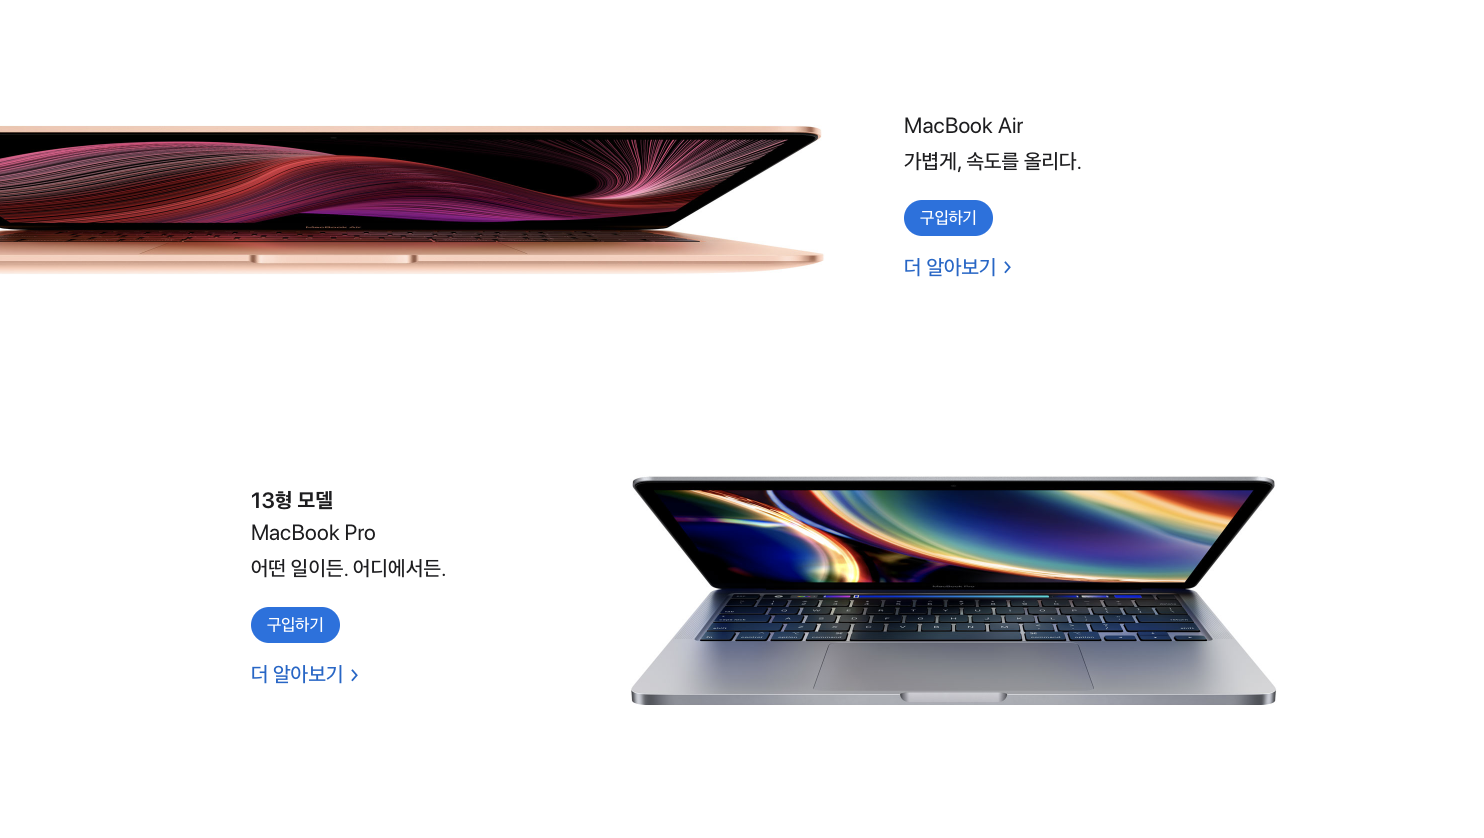 MacBook Air
가볍게, 속도를 올리다.
구입하기
더 알아보기 >
13형 모델
MacBook Pro
어떤 일이든. 어디에서든.
구입하기
더 알아보기 >